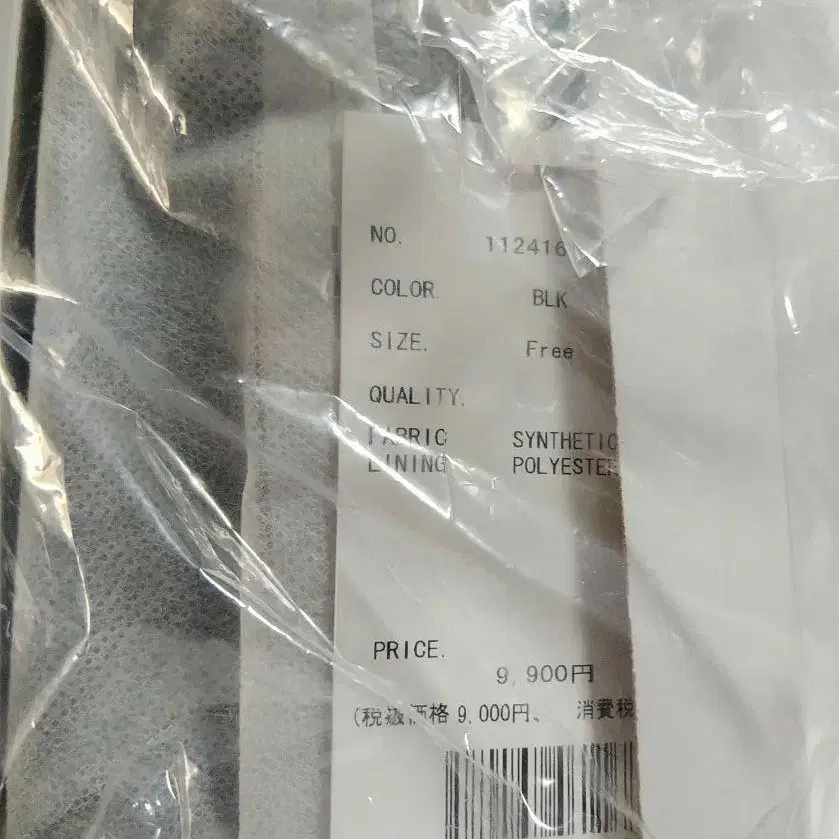 NO. 112416
COLOR. BLK
SIZE. Free
QUALITY.
FABRIC SYNTHETIC
LINING POLYESTER
PRICE.
9,900円
(税抜価格 9,000円、 消費税